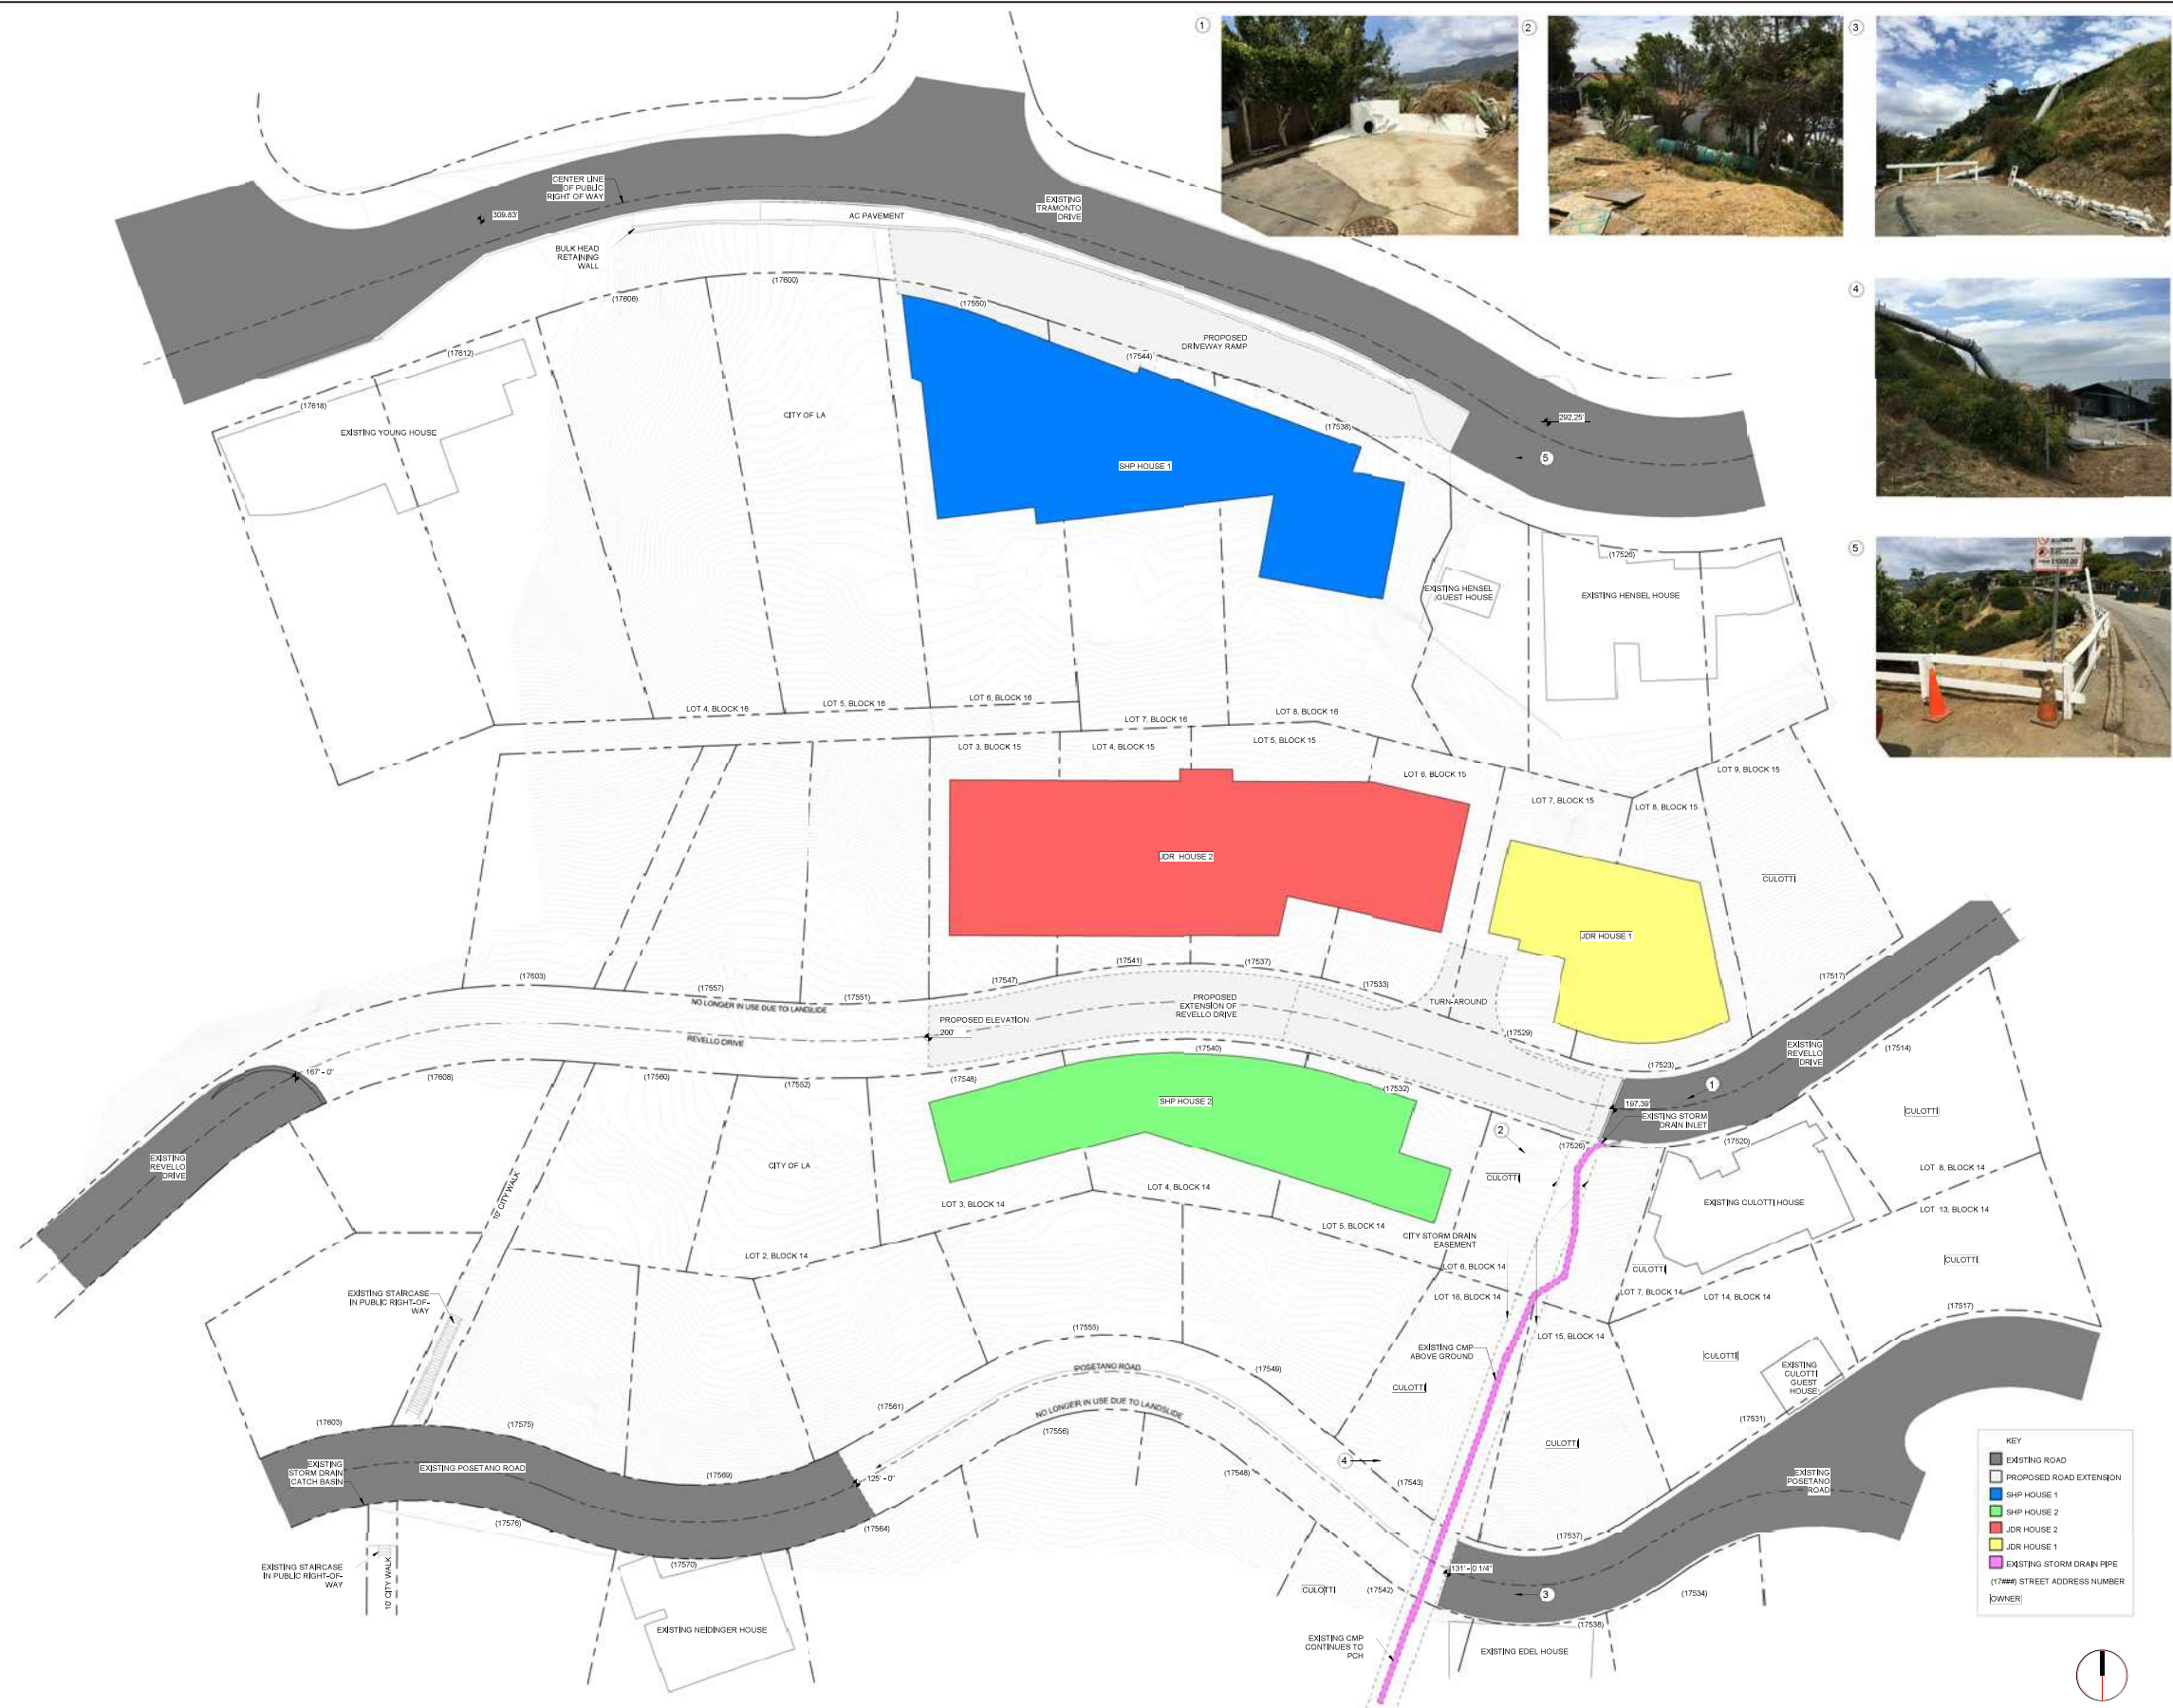 1
2
3
4
5
CENTER LINE
OF PUBLIC
RIGHT OF WAY
309.83'
EXISTING
TRAMONTO
DRIVE
AC PAVEMENT
BULK HEAD
RETAINING
WALL
(17600)
(17606)
(17550)
PROPOSED
DRIVEWAY RAMP
(17612)
(17544)
(17618)
CITY OF LA
292.25'
(17538)
EXISTING YOUNG HOUSE
5
SHP HOUSE 1
(17526)
EXISTING HENSEL
GUEST HOUSE
EXISTING HENSEL HOUSE
$1000.00
LOT 4, BLOCK 16
LOT 5, BLOCK 16
LOT 6, BLOCK 16
LOT 7, BLOCK 16
LOT 8, BLOCK 16
LOT 3, BLOCK 15
LOT 4, BLOCK 15
LOT 5, BLOCK 15
LOT 6, BLOCK 15
LOT 7, BLOCK 15
LOT 8, BLOCK 15
LOT 9, BLOCK 15
JDR HOUSE 2
CULOTTI
JDR HOUSE 1
(17603)
(17557)
(17551)
(17547)
(17541)
(17537)
(17533)
(17517)
NO LONGER IN USE DUE TO LANDSLIDE
REVELLO DRIVE
PROPOSED ELEVATION
200'
PROPOSED
EXTENSION OF
REVELLO DRIVE
TURN-AROUND
(17529)
(17523)
EXISTING
REVELLO
DRIVE
(17514)
167' - 0"
(17608)
(17560)
(17552)
(17548)
(17540)
(17532)
1
197.39'
EXISTING STORM
DRAIN INLET
SHP HOUSE 2
CULOTTI
2
(17526)
(17520)
EXISTING
REVELLO
DRIVE
CITY OF LA
CULOTTI
10' CITY WALK
LOT 3, BLOCK 14
LOT 4, BLOCK 14
LOT 5, BLOCK 14
EXISTING CULOTTI HOUSE
LOT 8, BLOCK 14
LOT 13, BLOCK 14
CITY STORM DRAIN
EASEMENT
LOT 2, BLOCK 14
LOT 6, BLOCK 14
CULOTTI
CULOTTI
EXISTING STAIRCASE
IN PUBLIC RIGHT-OF-
WAY
LOT 16, BLOCK 14
LOT 7, BLOCK 14
LOT 14, BLOCK 14
(17517)
(17555)
LOT 15, BLOCK 14
EXISTING CMP
ABOVE GROUND
CULOTTI
POSETANO ROAD
(17549)
EXISTING
CULOTTI
GUEST
HOUSE
CULOTTI
NO LONGER IN USE DUE TO LANDSLIDE
(17561)
(17603)
(17575)
(17556)
(17531)
CULOTTI
KEY
EXISTING ROAD
PROPOSED ROAD EXTENSION
SHP HOUSE 1
SHP HOUSE 2
JDR HOUSE 2
JDR HOUSE 1
EXISTING STORM DRAIN PIPE
(17###) STREET ADDRESS NUMBER
OWNER
EXISTING
STORM DRAIN
CATCH BASIN
EXISTING POSETANO ROAD
(17569)
125' - 0"
4
(17548)
(17543)
EXISTING
POSETANO
ROAD
(17576)
(17564)
(17537)
(17570)
131' - 0 1/4"
EXISTING STAIRCASE
IN PUBLIC RIGHT-OF-
WAY
10' CITY WALK
CULOTTI
(17542)
3
(17534)
(17538)
EXISTING NEIDINGER HOUSE
EXISTING CMP
CONTINUES TO
PCH
EXISTING EDEL HOUSE